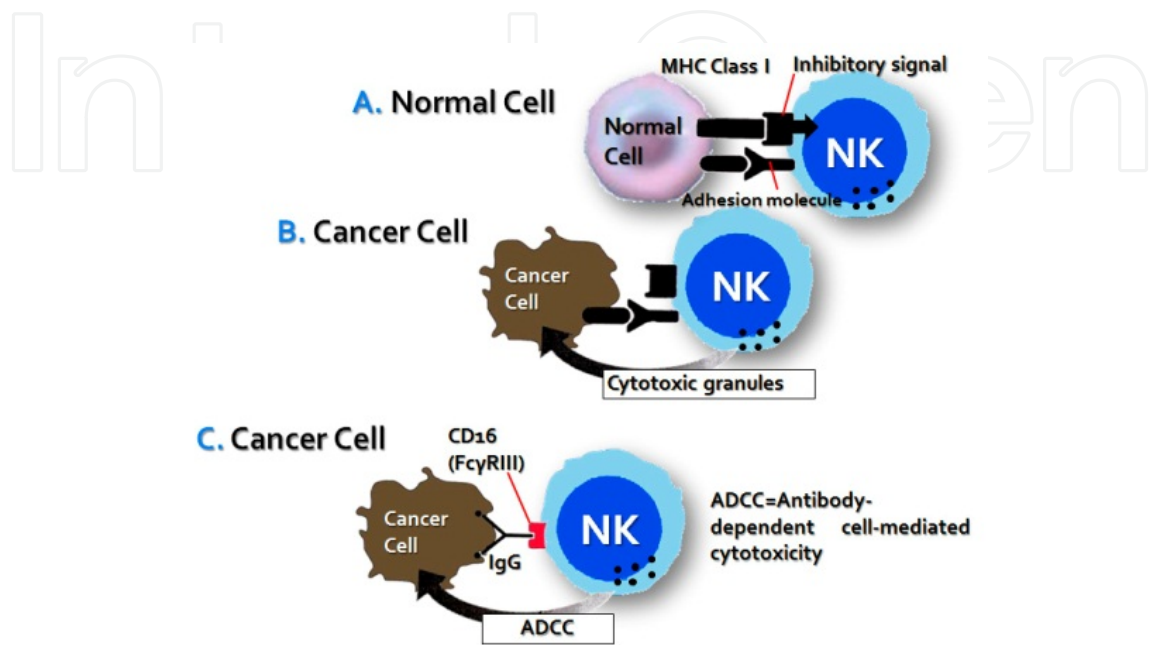 A. Normal Cell
MHC Class I
Inhibitory signal
Normal
Cell
NK
Adhesion molecule
B. Cancer Cell
Cancer
Cell
NK
Cytotoxic granules
C. Cancer Cell
CD16
(FcγRIII)
Cancer
Cell
IgG
NK
ADCC
ADCC=Antibody-
dependent cell-mediated
cytotoxicity